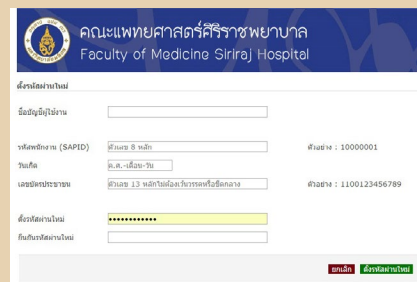 คณะแพทยศาสตร์ศิริราชพยาบาล
Faculty of Medicine Siriraj Hospital
ตั้งรหัสผ่านใหม่
ชื่อบัญชีผู้ใช้งาน
รหัสพนักงาน (SAPID) ตัวเลข 8 หลัก ตัวอย่าง : 10000001
วันเกิด ค.ศ.-เดือน-วัน
เลขบัตรประชาชน ตัวเลข 13 หลักไม่ต้องเว้นวรรคหรือขีดกลาง ตัวอย่าง : 1100123456789
ตั้งรหัสผ่านใหม่ ••••••••••••
ยืนยันรหัสผ่านใหม่
ยกเลิก ตั้งรหัสผ่านใหม่